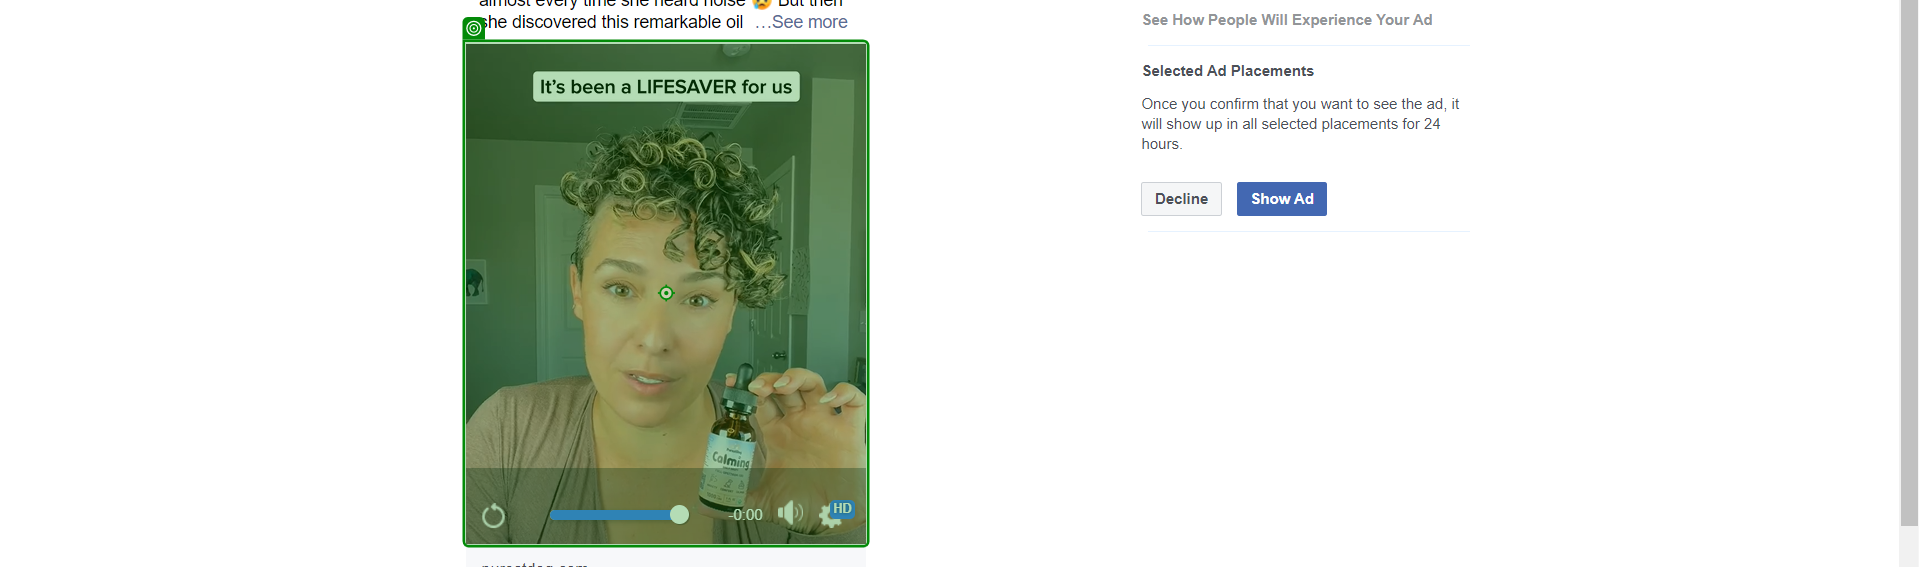 almost every time she heard noise 😿 But then
she discovered this remarkable oil …See more
It's been a LIFESAVER for us
Calming
-0:00
HD
See How People Will Experience Your Ad
Selected Ad Placements
Once you confirm that you want to see the ad, it
will show up in all selected placements for 24
hours.
Decline
Show Ad